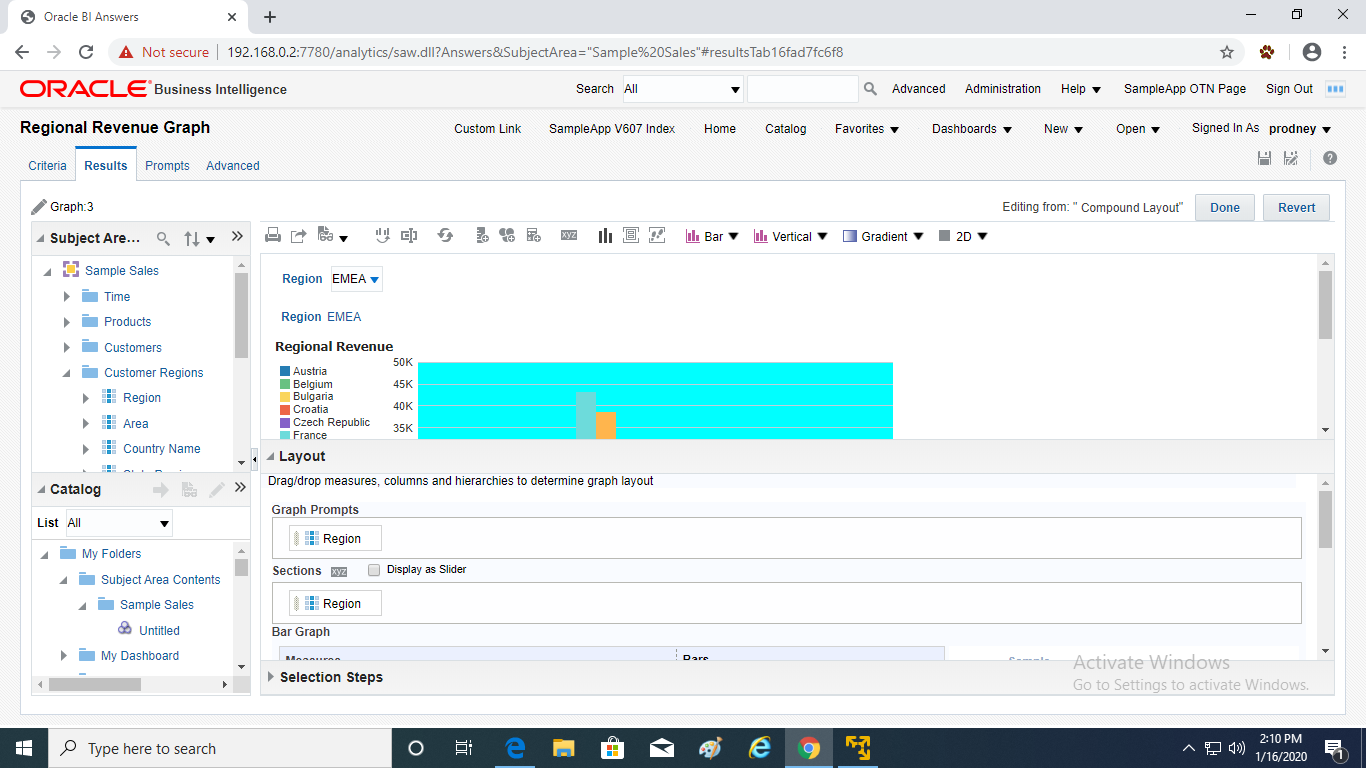 Oracle BI Answers
Not secure
192.168.0.2:7780/analytics/saw.dll?Answers&SubjectArea="Sample%20Sales"#resultsTab16fad7fc6f8
ORACLE Business Intelligence
Search
All
Advanced
Administration
Help
SampleApp OTN Page
Sign Out
Regional Revenue Graph
Custom Link
SampleApp V607 Index
Home
Catalog
Favorites
Dashboards
New
Open
Signed In As prodney
Criteria
Results
Prompts
Advanced
Graph:3
Editing from: " Compound Layout"
Done
Revert
Subject Are...
xyz
Bar
Vertical
Gradient
2D
Sample Sales
Time
Products
Customers
Customer Regions
Region
Area
Country Name
Region EMEA
Region EMEA
Regional Revenue
Austria
Belgium
Bulgaria
Croatia
Czech Republic
France
50K
45K
40K
35K
Catalog
List All
My Folders
Subject Area Contents
Sample Sales
Untitled
My Dashboard
Layout
Drag/drop measures, columns and hierarchies to determine graph layout
Graph Prompts
Region
Sections xyz Display as Slider
Region
Bar Graph
Measures
Bars
Sample
Selection Steps
Activate Windows
Go to Settings to activate Windows.
Type here to search
2:10 PM
1/16/2020
1